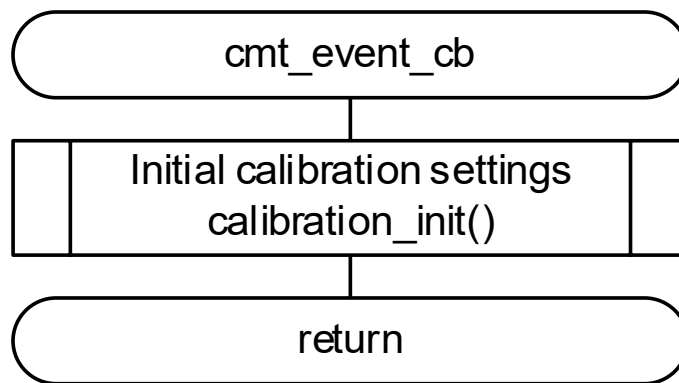 cmt_event_cb
Initial calibration settings
calibration_init()
return